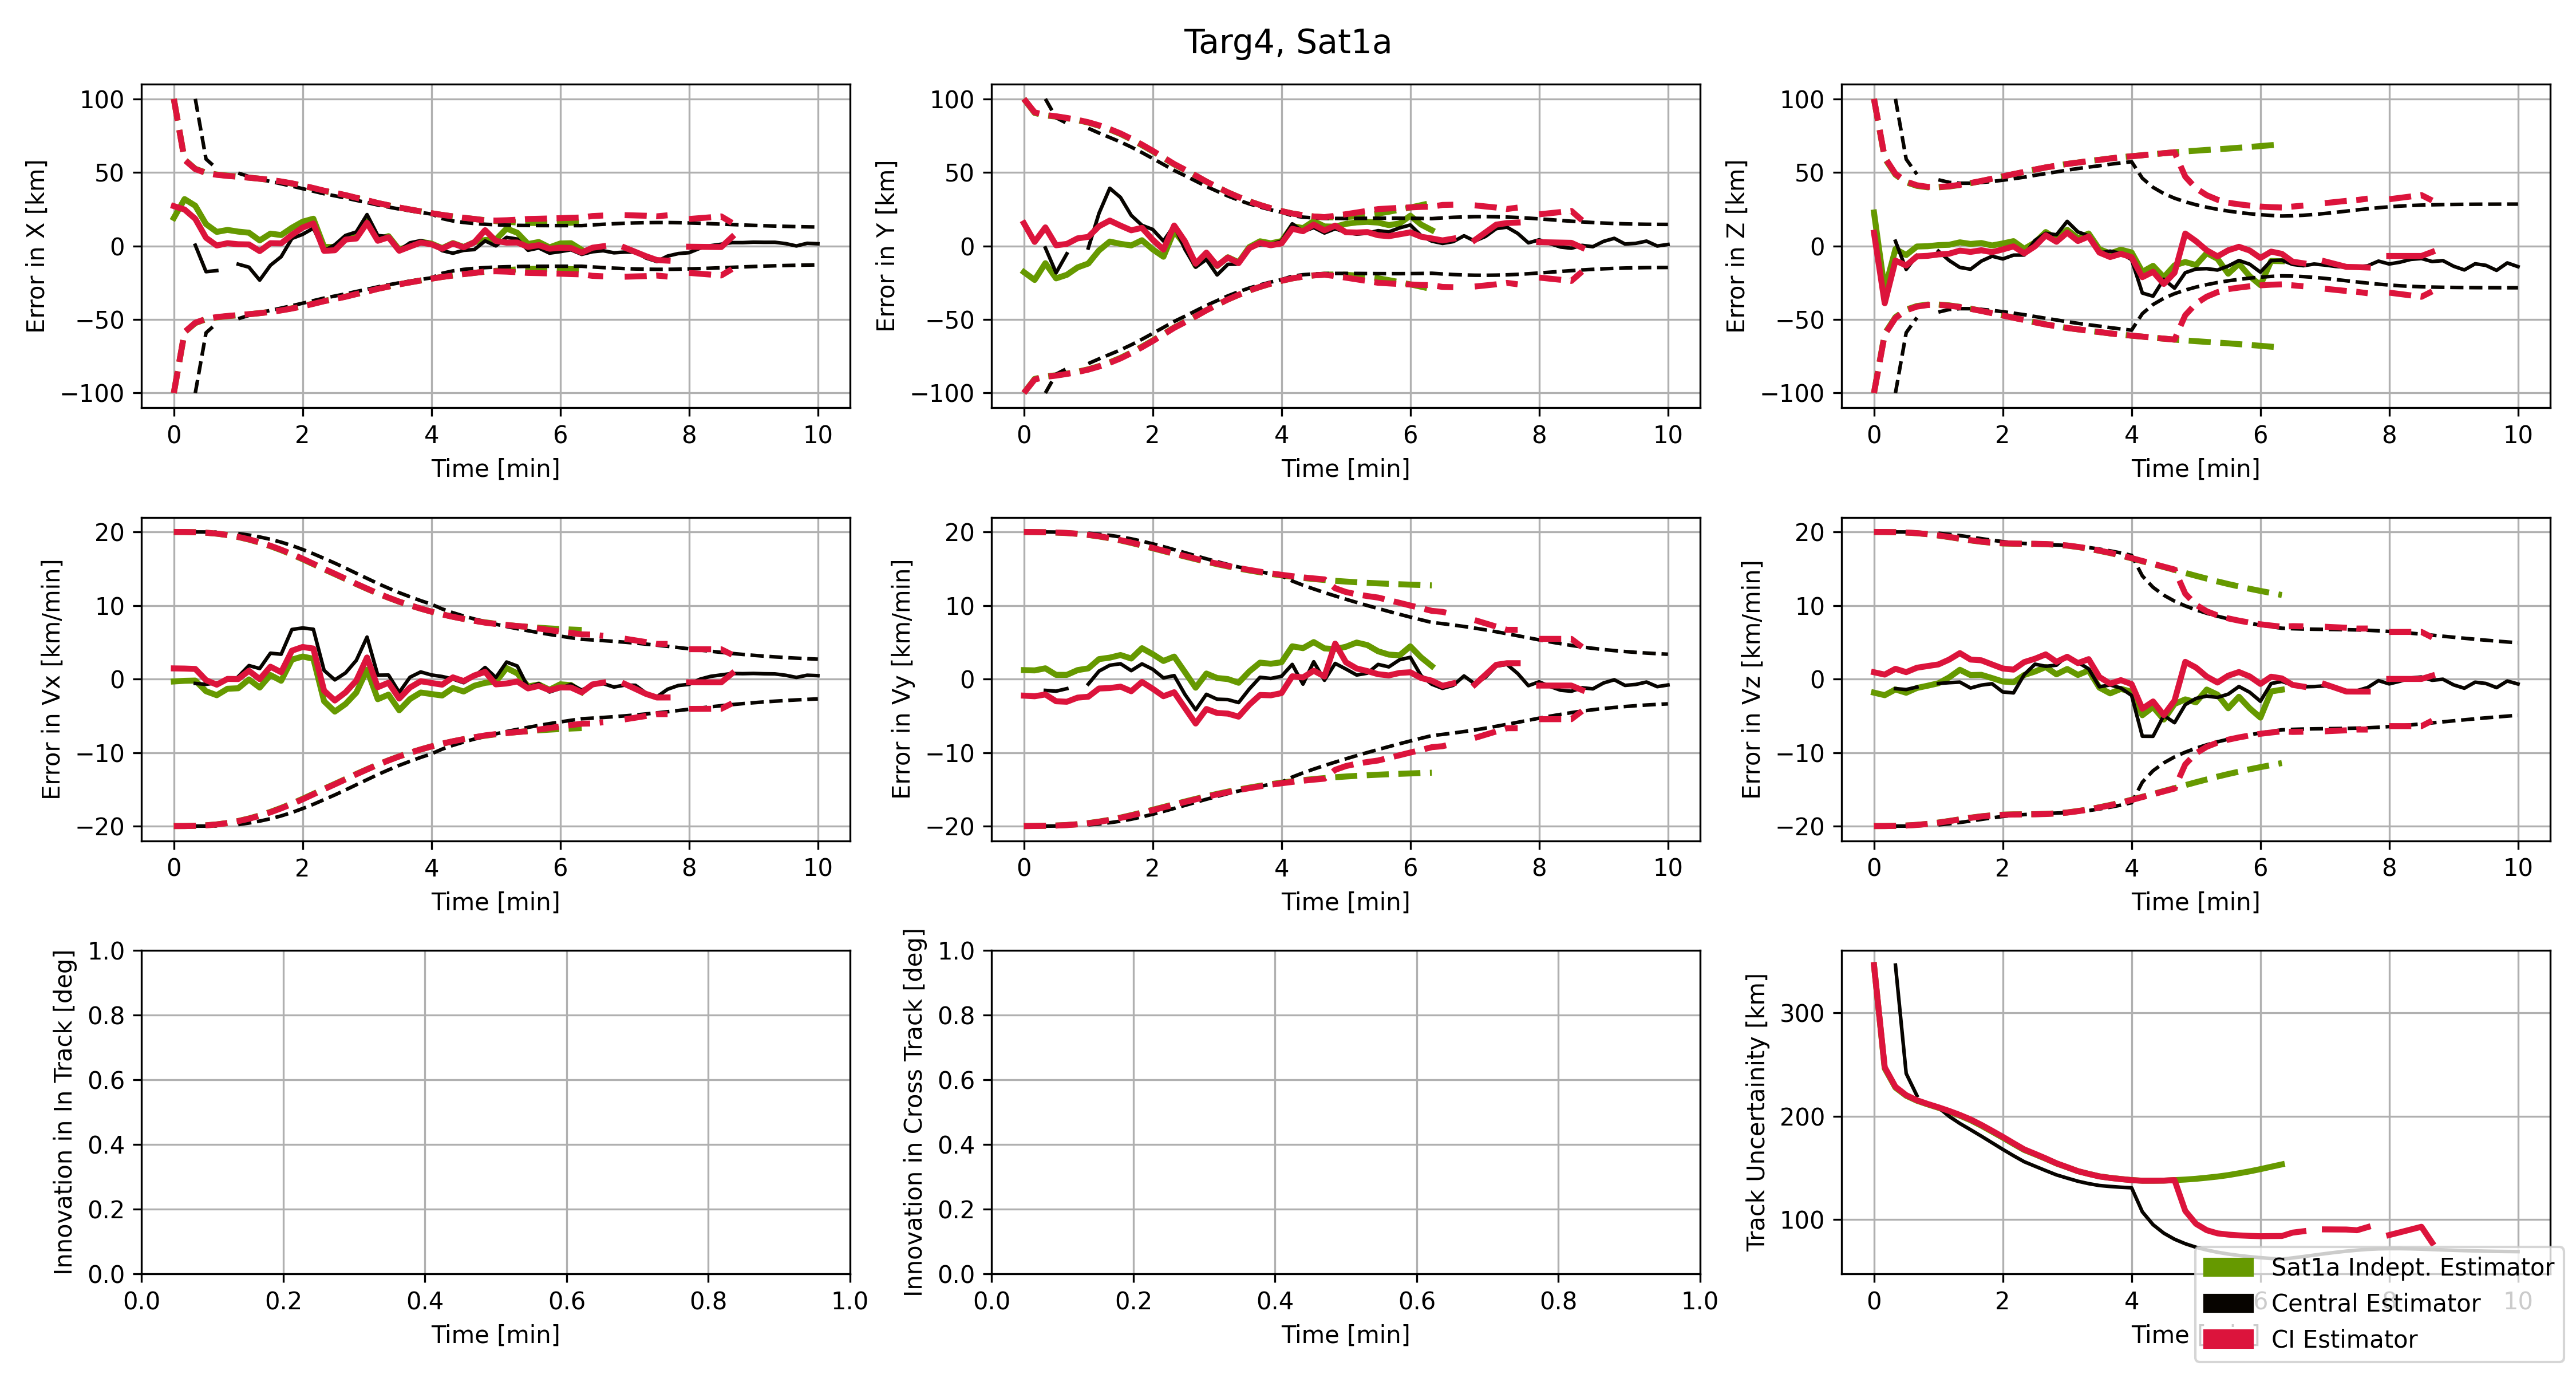 Targ4, Sat1a
Error in X [km]
100
50
0
−50
−100
0 2 4 6 8 10
Time [min]
Error in Y [km]
100
50
0
−50
−100
0 2 4 6 8 10
Time [min]
Error in Z [km]
100
50
0
−50
−100
0 2 4 6 8 10
Time [min]
Error in Vx [km/min]
20
10
0
−10
−20
0 2 4 6 8 10
Time [min]
Error in Vy [km/min]
20
10
0
−10
−20
0 2 4 6 8 10
Time [min]
Error in Vz [km/min]
20
10
0
−10
−20
0 2 4 6 8 10
Time [min]
Innovation in In Track [deg]
1.0
0.8
0.6
0.4
0.2
0.0
0.0 0.2 0.4 0.6 0.8 1.0
Time [min]
Innovation in Cross Track [deg]
1.0
0.8
0.6
0.4
0.2
0.0
0.0 0.2 0.4 0.6 0.8 1.0
Time [min]
Track Uncertainity [km]
300
200
100
0 2 4 6 8 10
Time
Sat1a Indept. Estimator
Central Estimator
CI Estimator